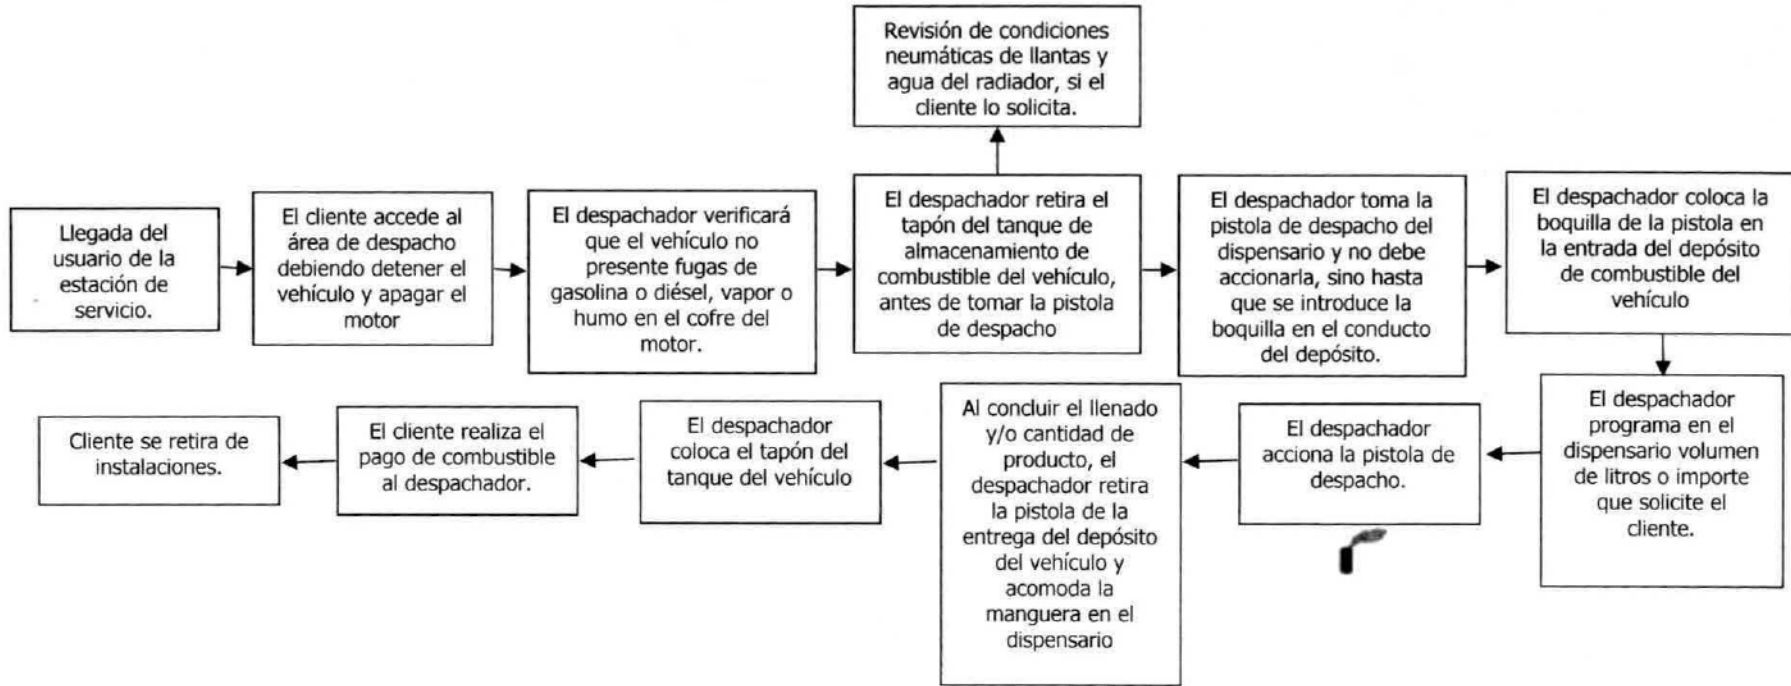 Revisión de condiciones
neumáticas de llantas y
agua del radiador, si el
cliente lo solicita.
Llegada del
usuario de la
estación de
servicio.
El cliente accede al
área de despacho
debiendo detener el
vehículo y apagar el
motor
El despachador verificará
que el vehículo no
presente fugas de
gasolina o diésel, vapor o
humo en el cofre del
motor.
El despachador retira el
tapón del tanque de
almacenamiento de
combustible del vehículo,
antes de tomar la pistola
de despacho
El despachador toma la
pistola de despacho del
dispensario y no debe
accionarla, sino hasta
que se introduce la
boquilla en el conducto
del depósito.
El despachador coloca la
boquilla de la pistola en
la entrada del depósito
de combustible del
vehículo
El despachador
programa en el
dispensario volumen
de litros o importe
que solicite el
cliente.
El despachador
acciona la pistola de
despacho.
Al concluir el llenado
y/o cantidad de
producto, el
despachador retira
la pistola de la
entrega del depósito
del vehículo y
acomoda la
manguera en el
dispensario
El despachador
coloca el tapón del
tanque del vehículo
El cliente realiza el
pago de combustible
al despachador.
Cliente se retira de
instalaciones.